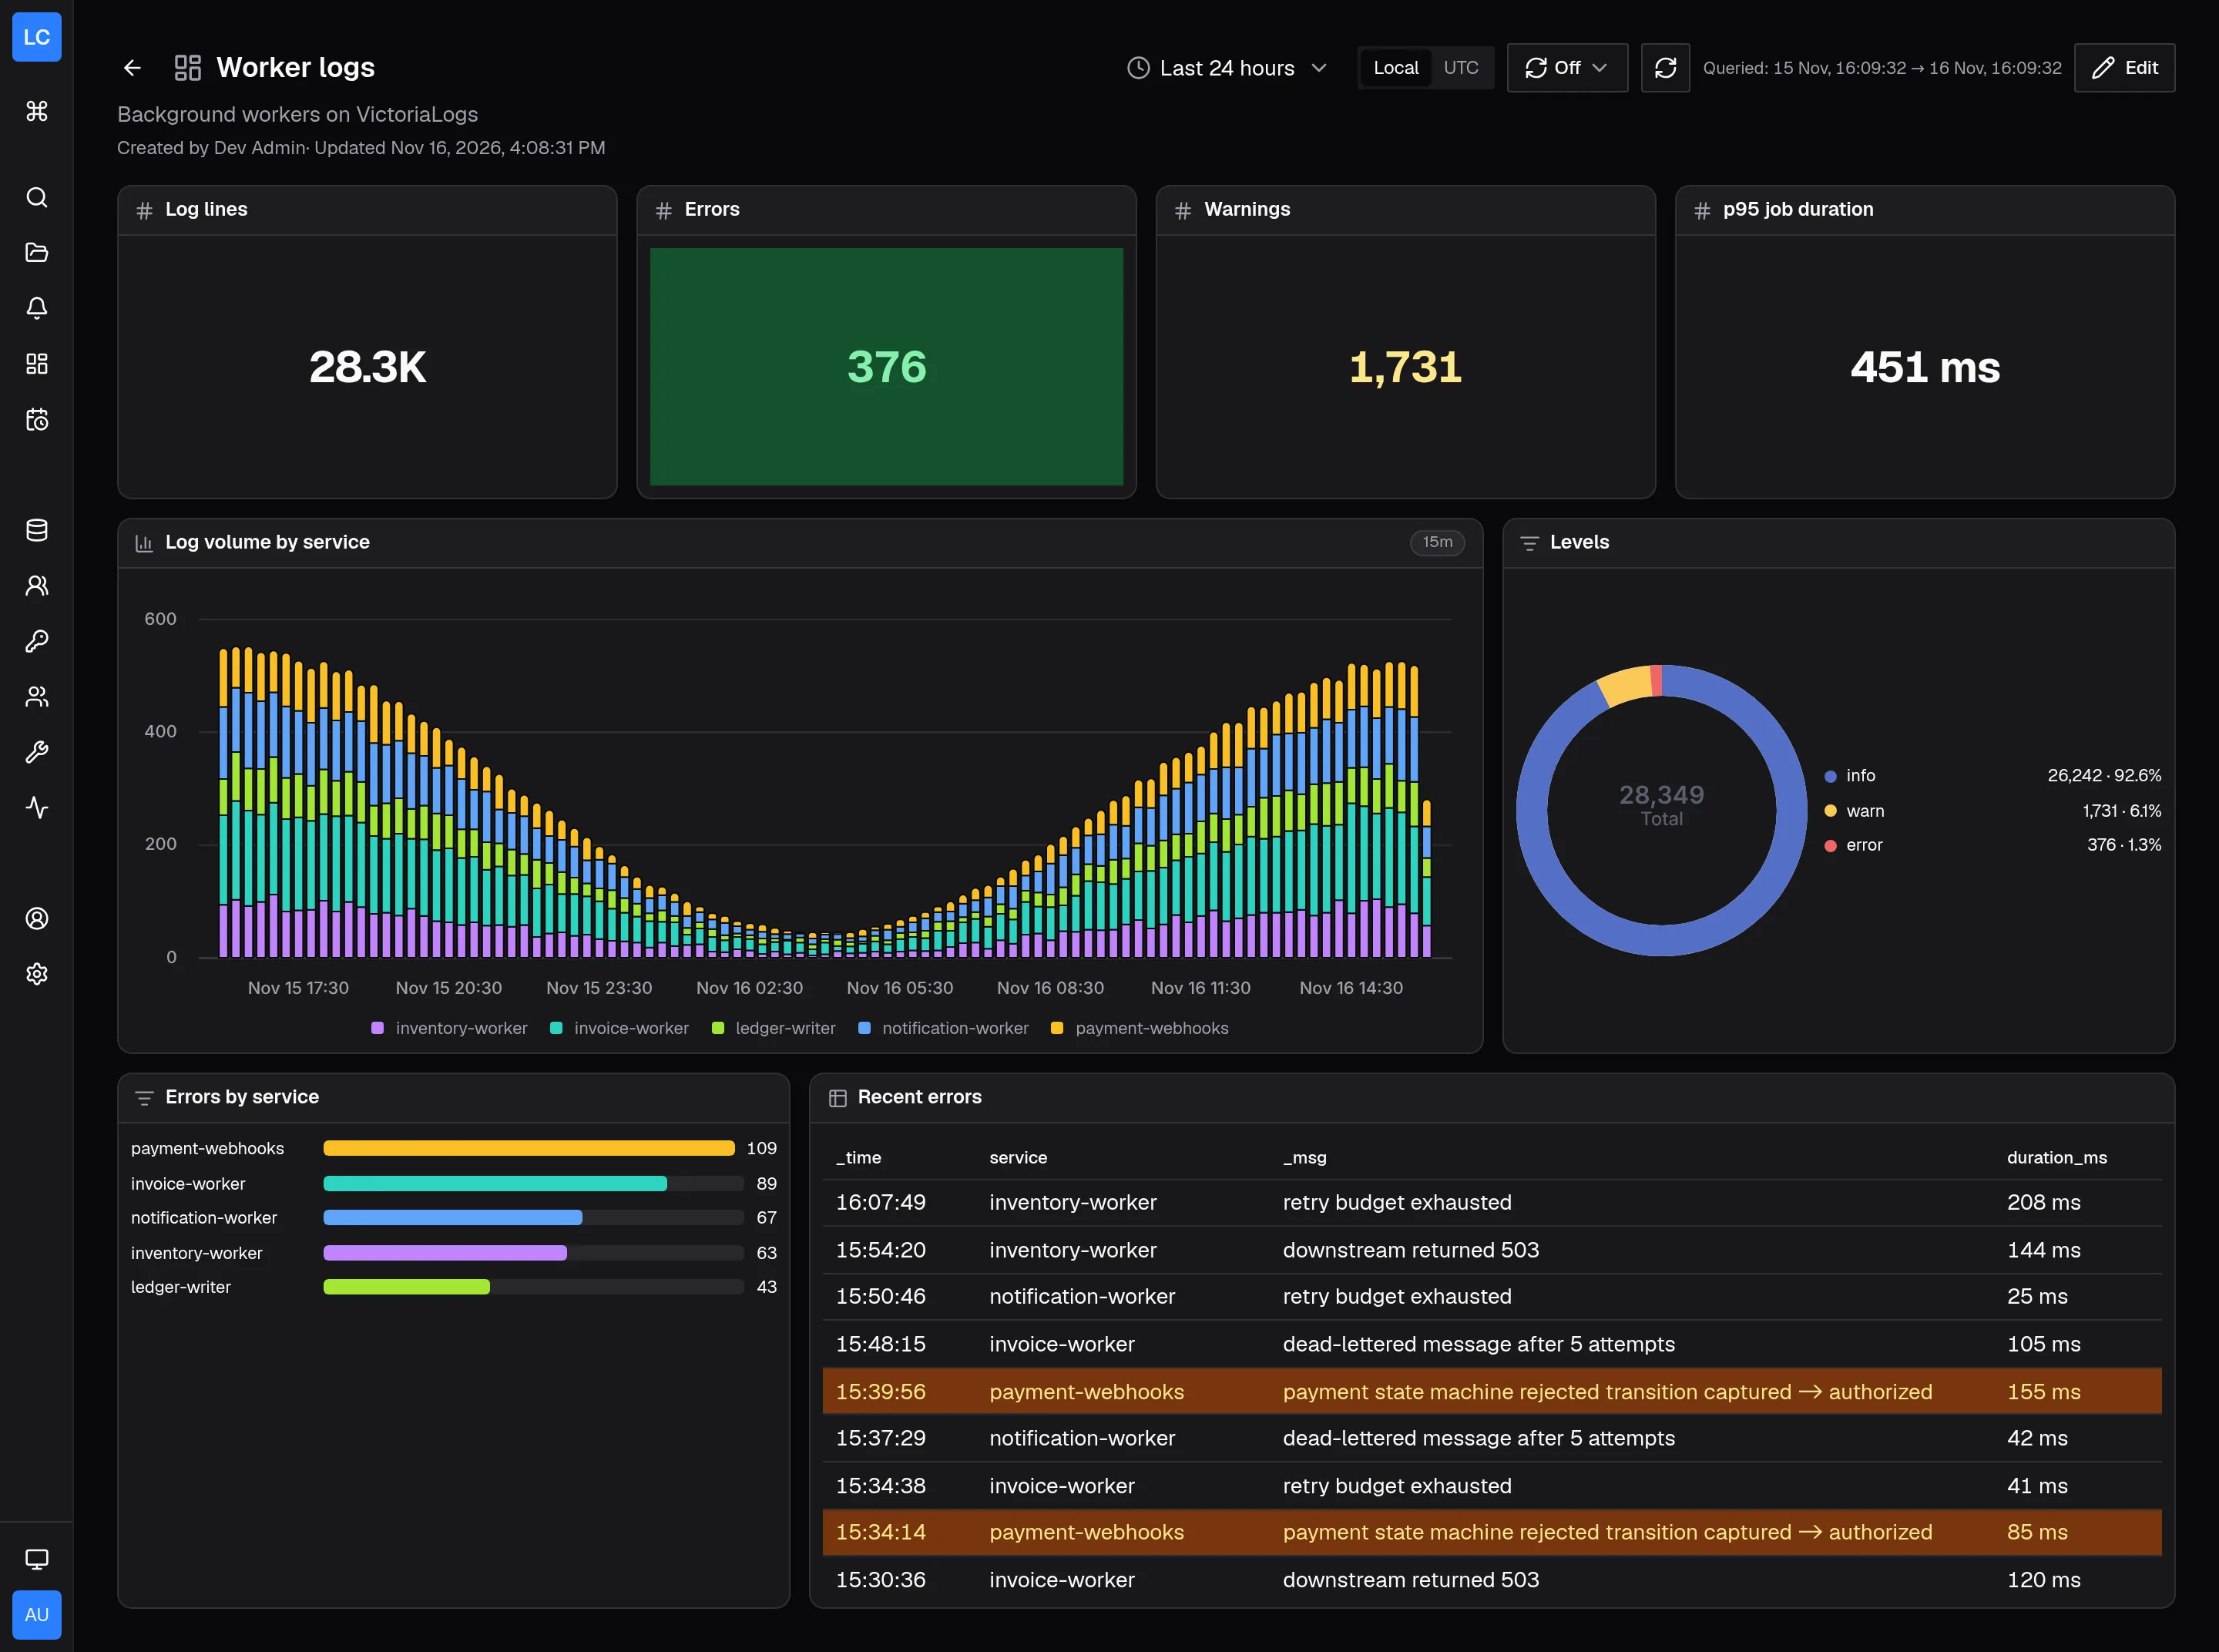 LC
Worker logs
Last 24 hours
Local UTC
Off
Queried: 15 Nov, 16:09:32 → 16 Nov, 16:09:32
Edit
Background workers on VictoriaLogs
Created by Dev Admin· Updated Nov 16, 2026, 4:08:31 PM
Log lines
28.3K
Errors
376
Warnings
1,731
p95 job duration
451 ms
Log volume by service
15m
600
400
200
0
Nov 15 17:30 Nov 15 20:30 Nov 15 23:30 Nov 16 02:30 Nov 16 05:30 Nov 16 08:30 Nov 16 11:30 Nov 16 14:30
inventory-worker invoice-worker ledger-writer notification-worker payment-webhooks
Levels
28,349
Total
info 26,242 · 92.6%
warn 1,731 · 6.1%
error 376 · 1.3%
Errors by service
payment-webhooks 109
invoice-worker 89
notification-worker 67
inventory-worker 63
ledger-writer 43
Recent errors
_time service _msg duration_ms
16:07:49 inventory-worker retry budget exhausted 208 ms
15:54:20 inventory-worker downstream returned 503 144 ms
15:50:46 notification-worker retry budget exhausted 25 ms
15:48:15 invoice-worker dead-lettered message after 5 attempts 105 ms
15:39:56 payment-webhooks payment state machine rejected transition captured → authorized 155 ms
15:37:29 notification-worker dead-lettered message after 5 attempts 42 ms
15:34:38 invoice-worker retry budget exhausted 41 ms
15:34:14 payment-webhooks payment state machine rejected transition captured → authorized 85 ms
15:30:36 invoice-worker downstream returned 503 120 ms
AU